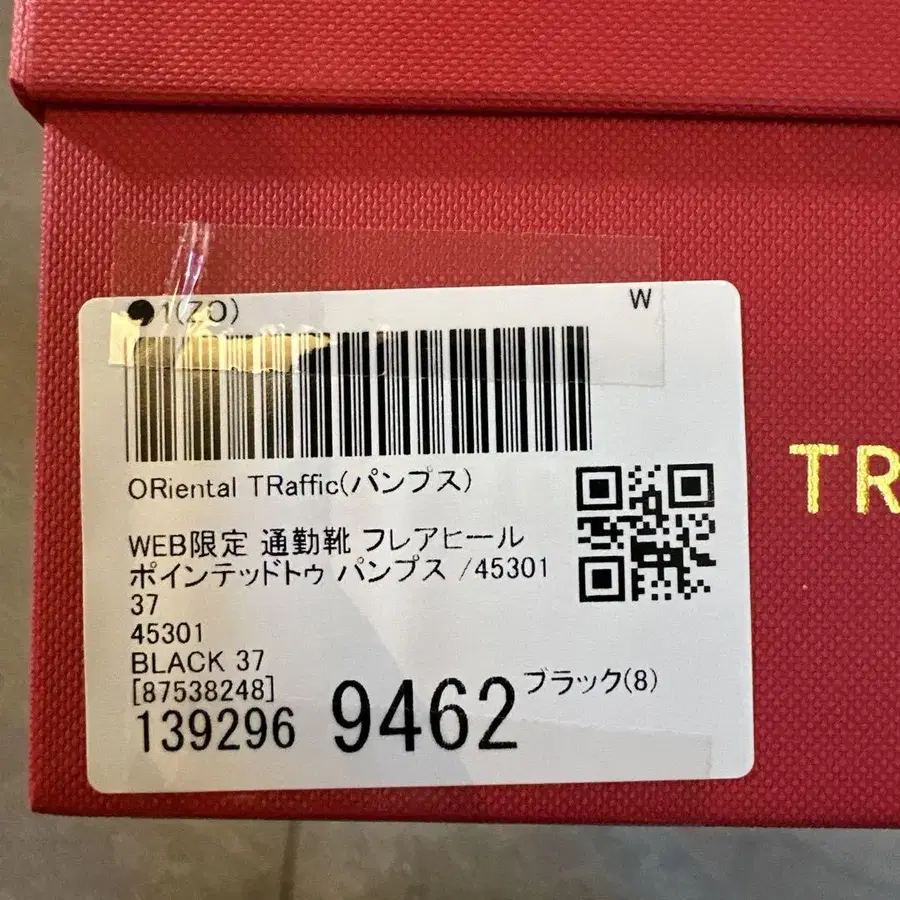 ●1(ZO)
W
ORiental TRaffic(パンプス)
WEB限定 通勤靴 フレアヒール
ポインテッドトゥ パンプス /45301
37
45301
BLACK 37
[87538248]
ブラック(8)
139296 9462
TR